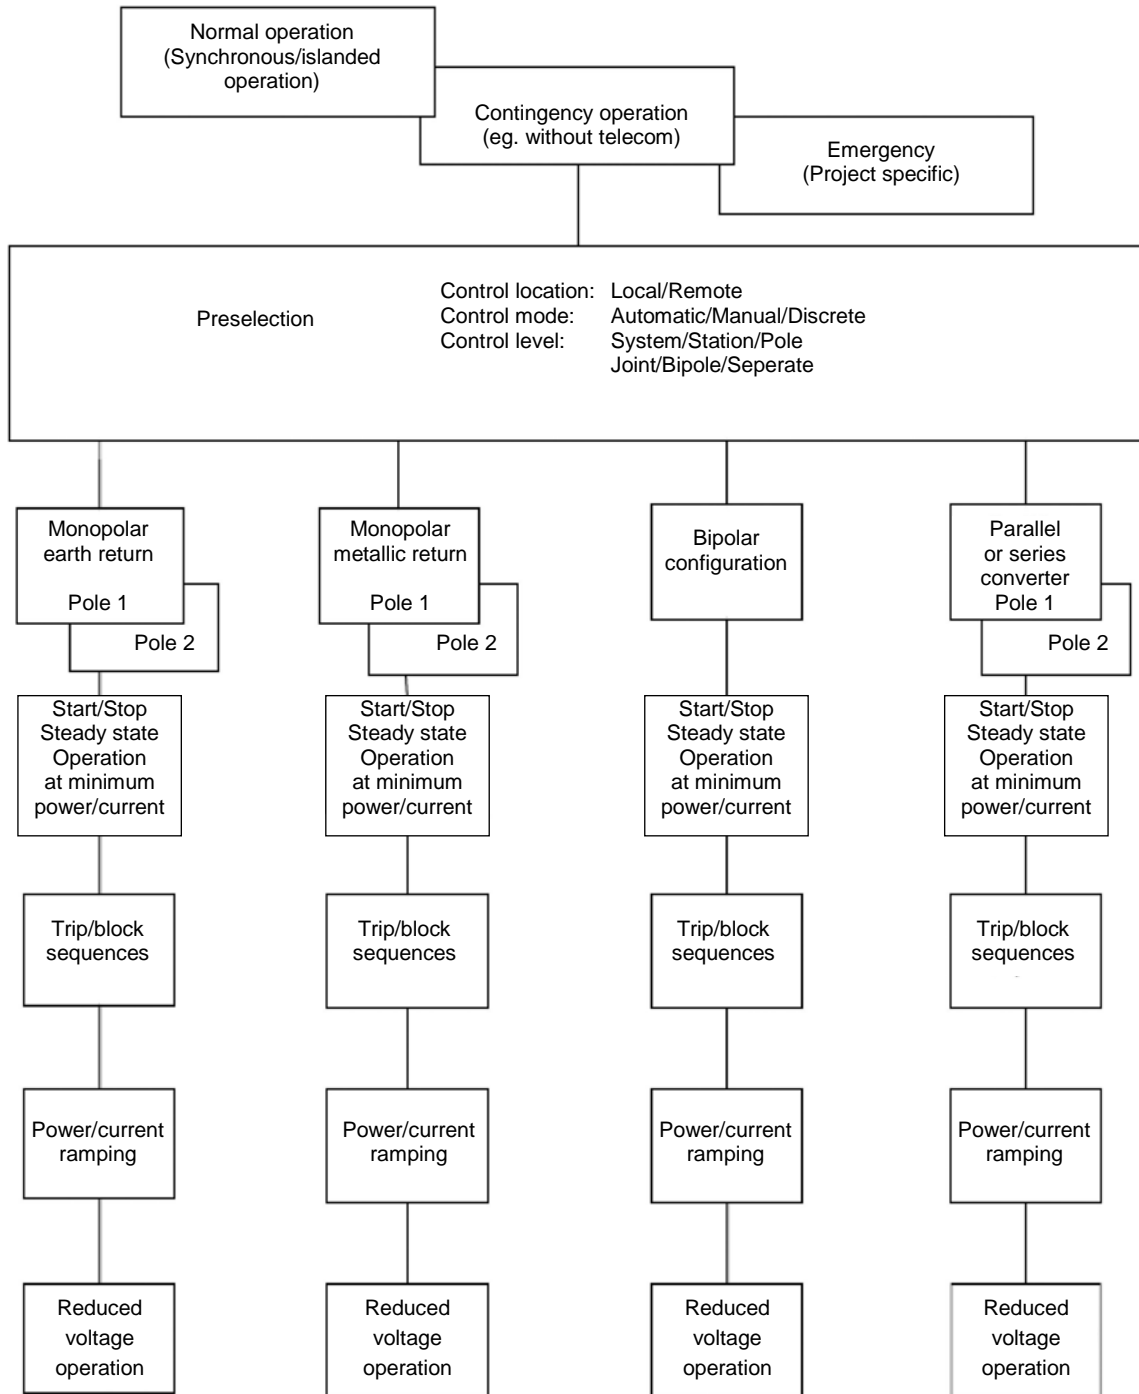 Normal operation
(Synchronous/islanded
operation)
Contingency operation
(eg. without telecom)
Emergency
(Project specific)
Preselection
Control location: Local/Remote
Control mode: Automatic/Manual/Discrete
Control level: System/Station/Pole
Joint/Bipole/Seperate
Monopolar
earth return
Pole 1
Pole 2
Monopolar
metallic return
Pole 1
Pole 2
Bipolar
configuration
Parallel
or series
converter
Pole 1
Pole 2
Start/Stop
Steady state
Operation
at minimum
power/current
Start/Stop
Steady state
Operation
at minimum
power/current
Start/Stop
Steady state
Operation
at minimum
power/current
Start/Stop
Steady state
Operation
at minimum
power/current
Trip/block
sequences
Trip/block
sequences
Trip/block
sequences
Trip/block
sequences
Power/current
ramping
Power/current
ramping
Power/current
ramping
Power/current
ramping
Reduced
voltage
operation
Reduced
voltage
operation
Reduced
voltage
operation
Reduced
voltage
operation